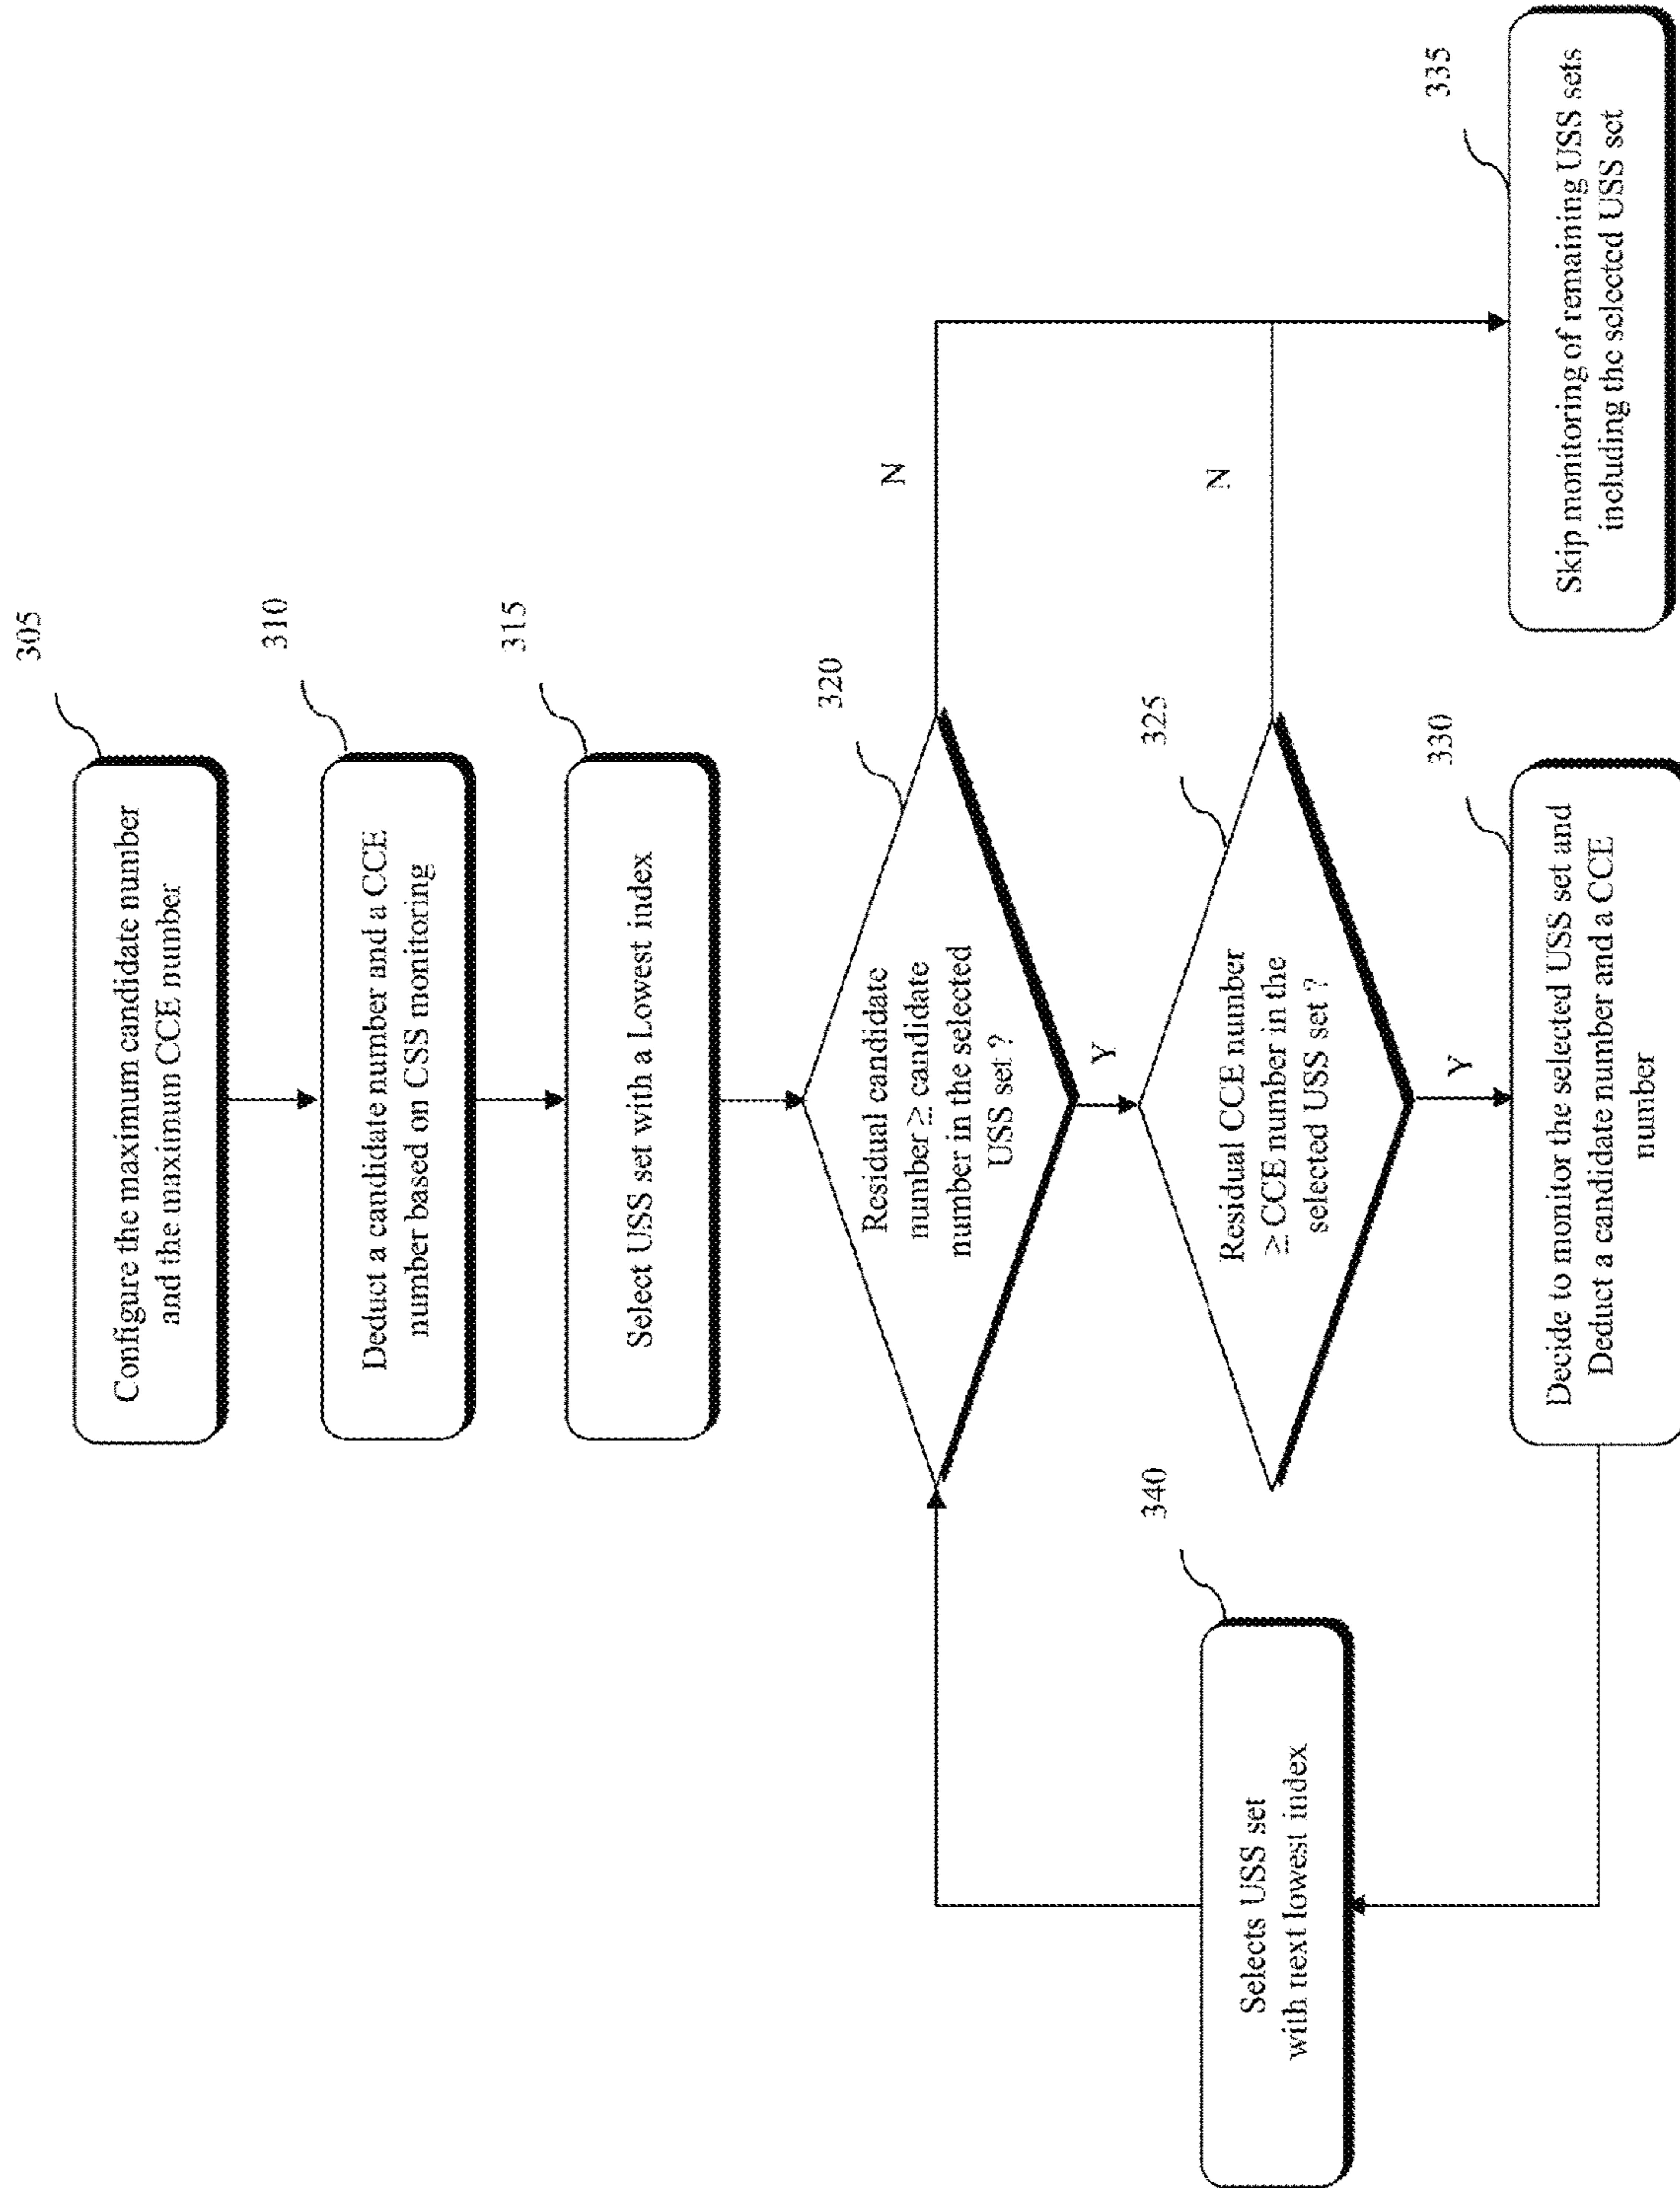 305
Configure the maximum candidate number
and the maximum CCE number
310
Deduct a candidate number and a CCE
number based on CSS monitoring
315
Select USS set with a Lowest index
320
Residual candidate
number ≥ candidate
number in the selected
USS set ?
N
Y
325
Residual CCE number
≥ CCE number in the
selected USS set ?
N
Y
340
Selects USS set
with next lowest index
330
Decide to monitor the selected USS set and
Deduct a candidate number and a CCE
number
335
Skip monitoring of remaining USS sets
including the selected USS set